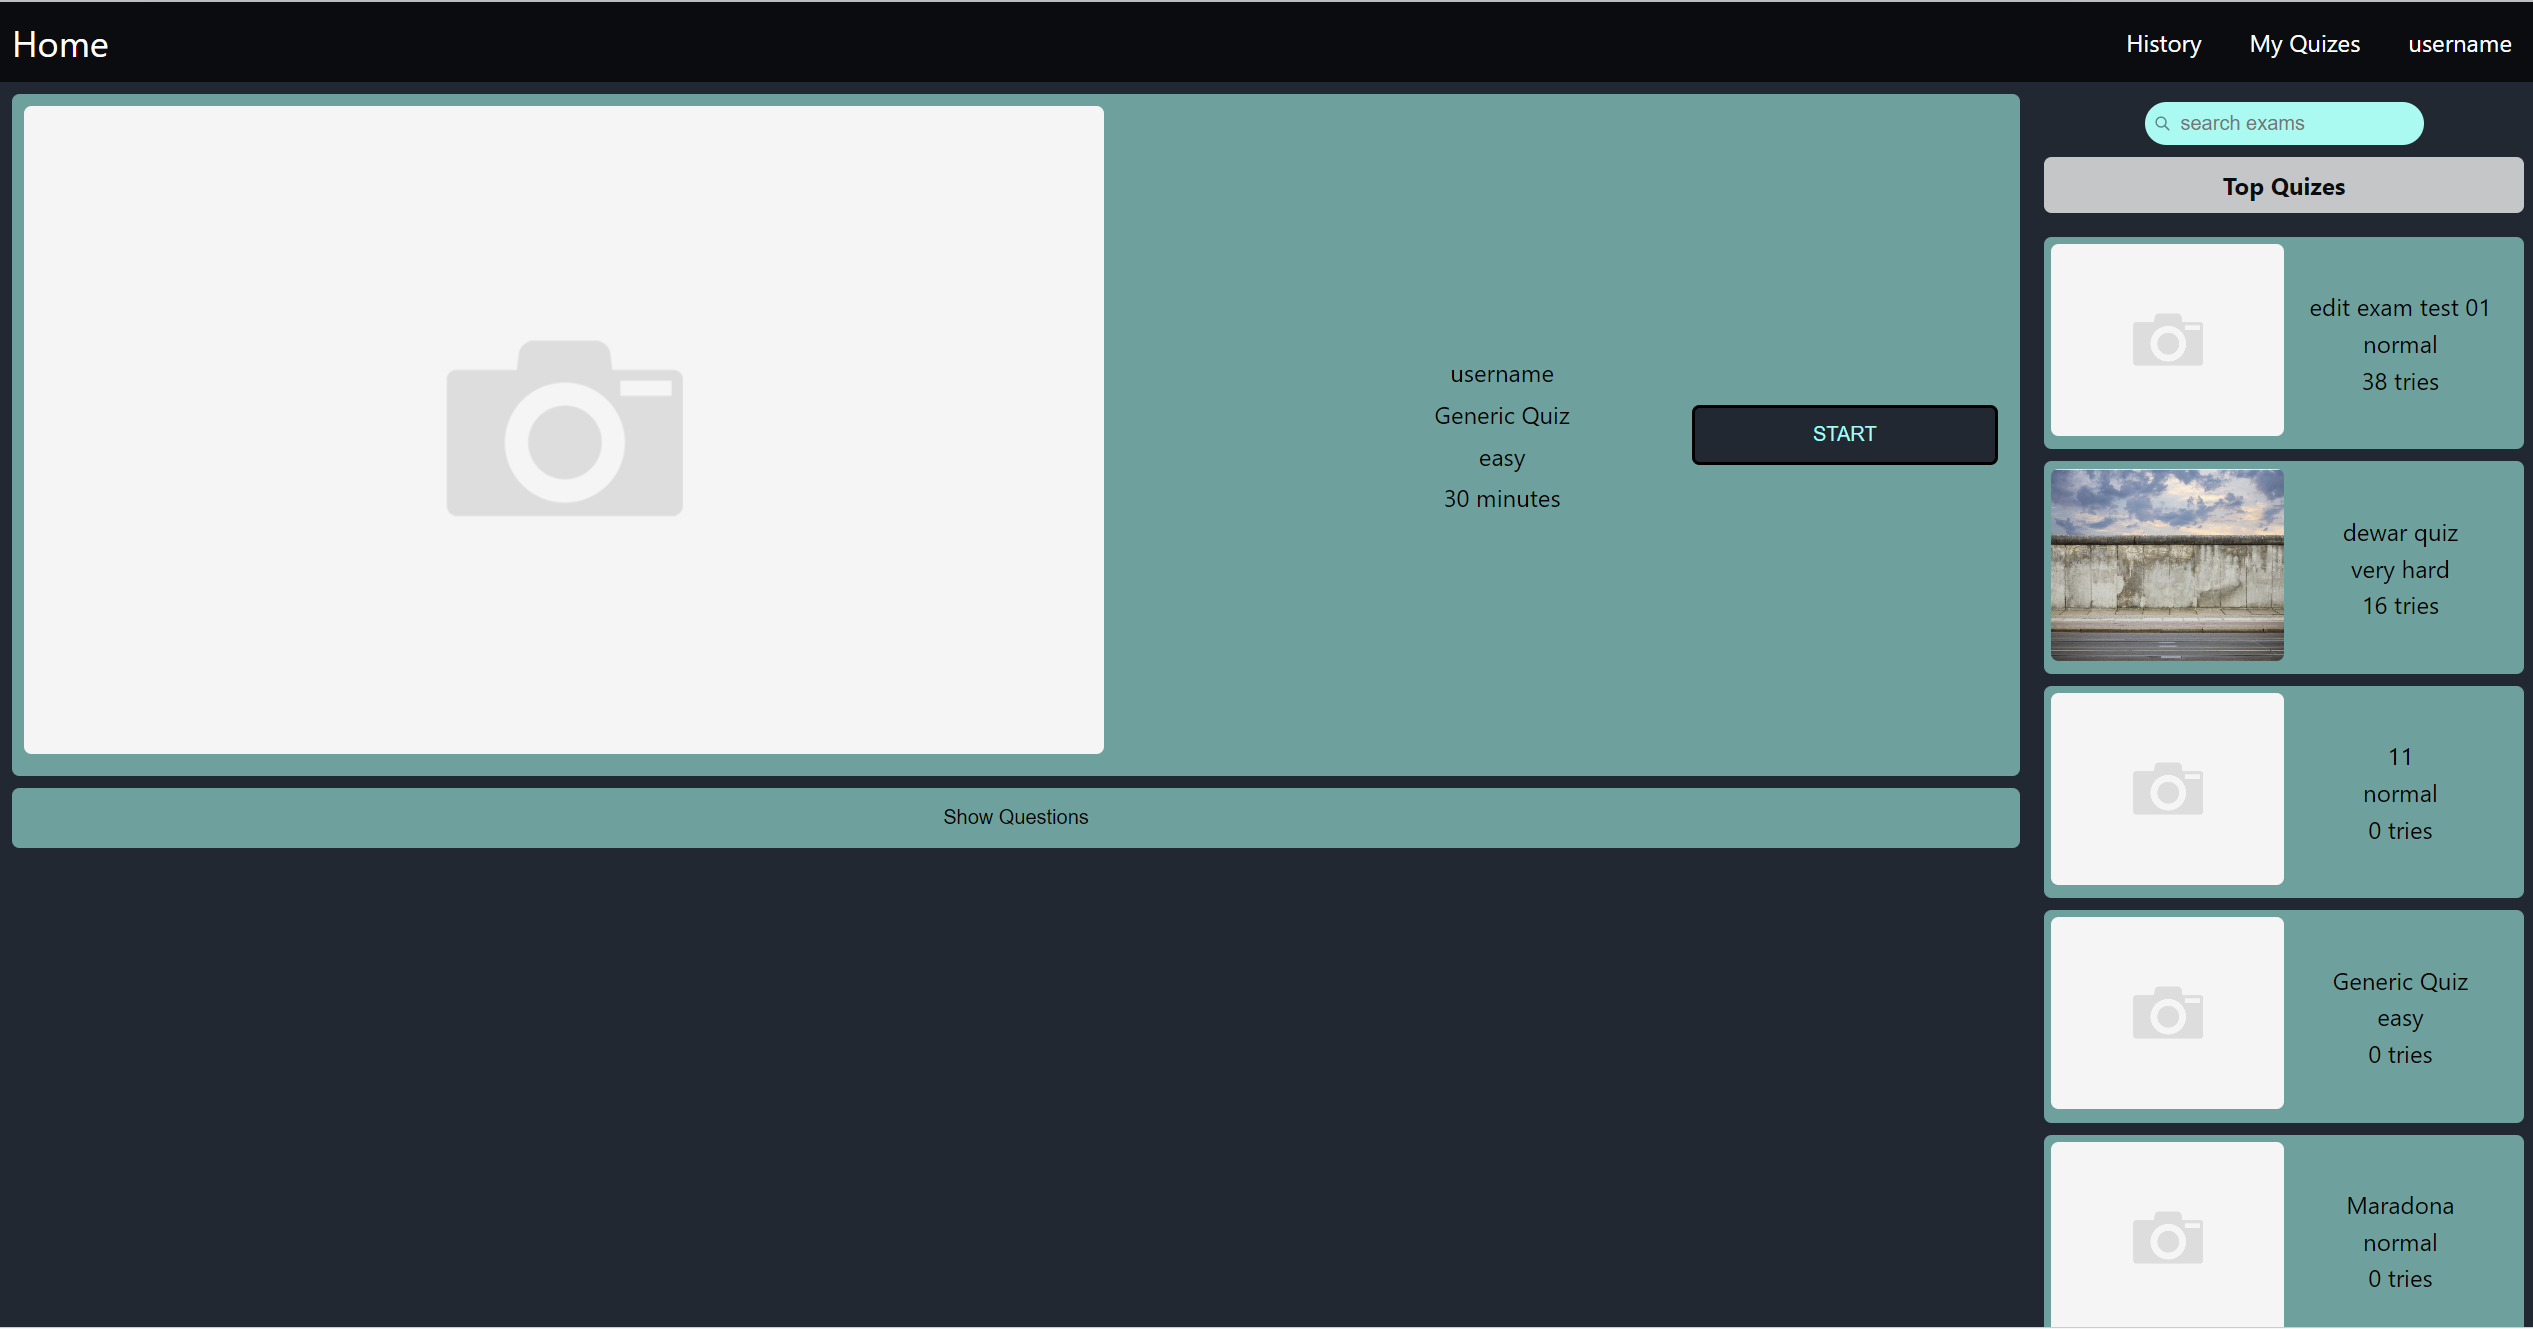 Home
History
My Quizes
username
username
Generic Quiz
easy
30 minutes
START
Show Questions
search exams
Top Quizes
edit exam test 01
normal
38 tries
dewar quiz
very hard
16 tries
11
normal
0 tries
Generic Quiz
easy
0 tries
Maradona
normal
0 tries